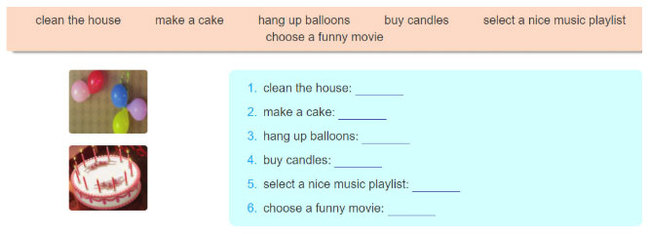 clean the house make a cake hang up balloons buy candles select a nice music playlist
choose a funny movie
1. clean the house: _______
2. make a cake: _______
3. hang up balloons: _______
4. buy candles: _______
5. select a nice music playlist: _______
6. choose a funny movie: _______